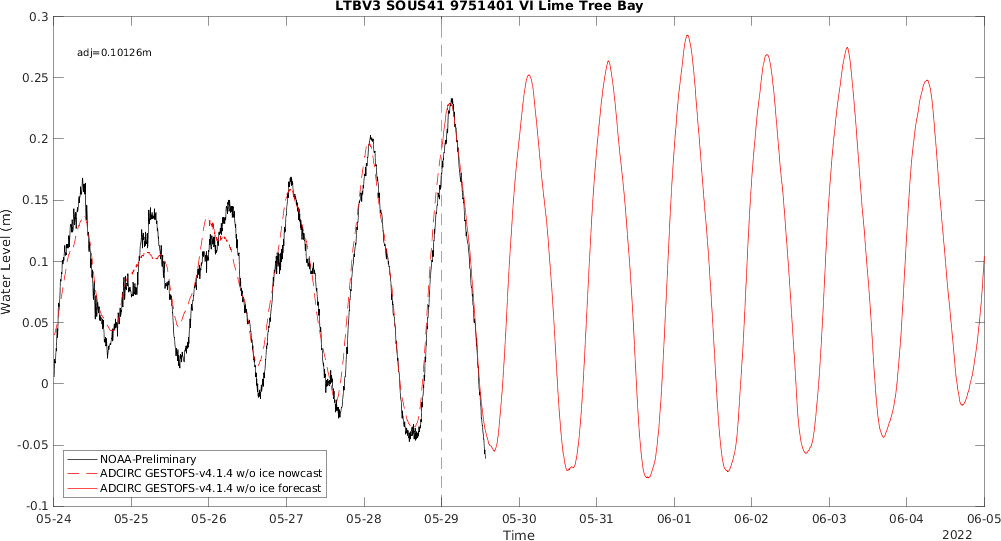 LTBV3 SOUS41 9751401 VI Lime Tree Bay
adj=0.10126m
0.3
0.25
0.2
0.15
0.1
0.05
0
-0.05
-0.1
Water Level (m)
NOAA-Preliminary
ADCIRC GESTOFS-v4.1.4 w/o ice nowcast
ADCIRC GESTOFS-v4.1.4 w/o ice forecast
05-24 05-25 05-26 05-27 05-28 05-29 05-30 05-31 06-01 06-02 06-03 06-04 06-05
Time
2022